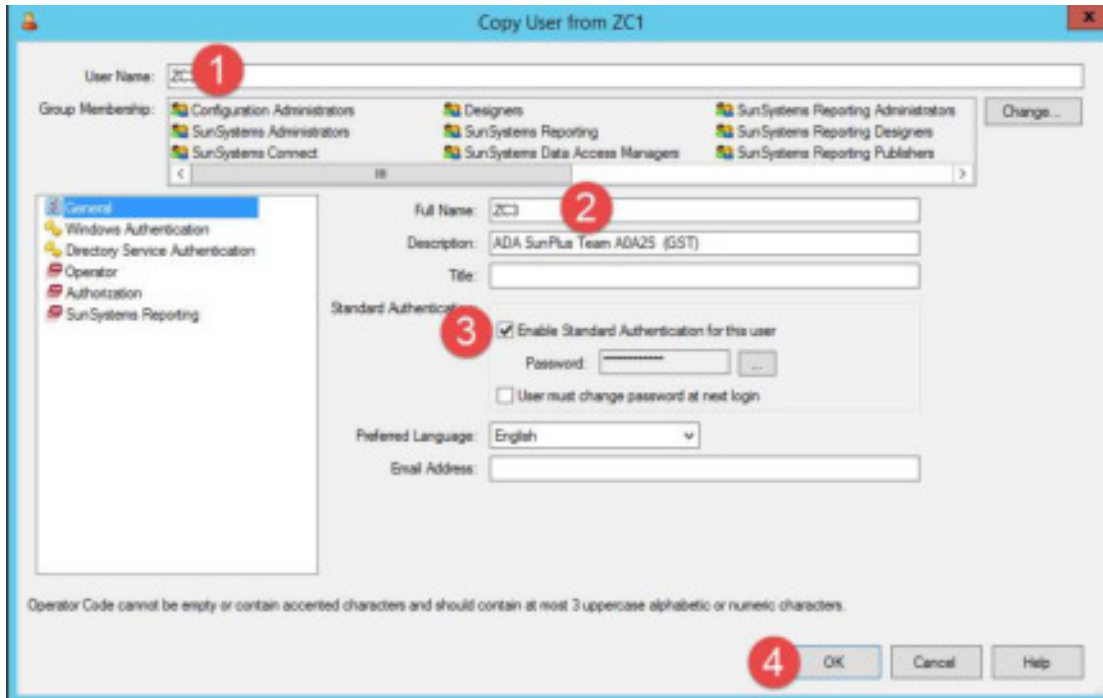 Copy User from ZC1
x
1
User Name:
Group Membership:
Configuration Administrators
Designers
SunSystems Reporting Administrators
Change...
SunSystems Administrators
SunSystems Reporting
SunSystems Reporting Designers
SunSystems Connect
SunSystems Data Access Managers
SunSystems Reporting Publishers
General
Windows Authentication
Directory Service Authentication
Operator
Authorization
SunSystems Reporting
Full Name: ZC3
2
Description: ADA SunPlus Team A0A2S (GST)
Title:
Standard Authentication
3
Enable Standard Authentication for this user
Password:
...
User must change password at next login
Preferred Language: English
Email Address:
Operator Code cannot be empty or contain accented characters and should contain at most 3 uppercase alphabetic or numeric characters.
4
OK
Cancel
Help